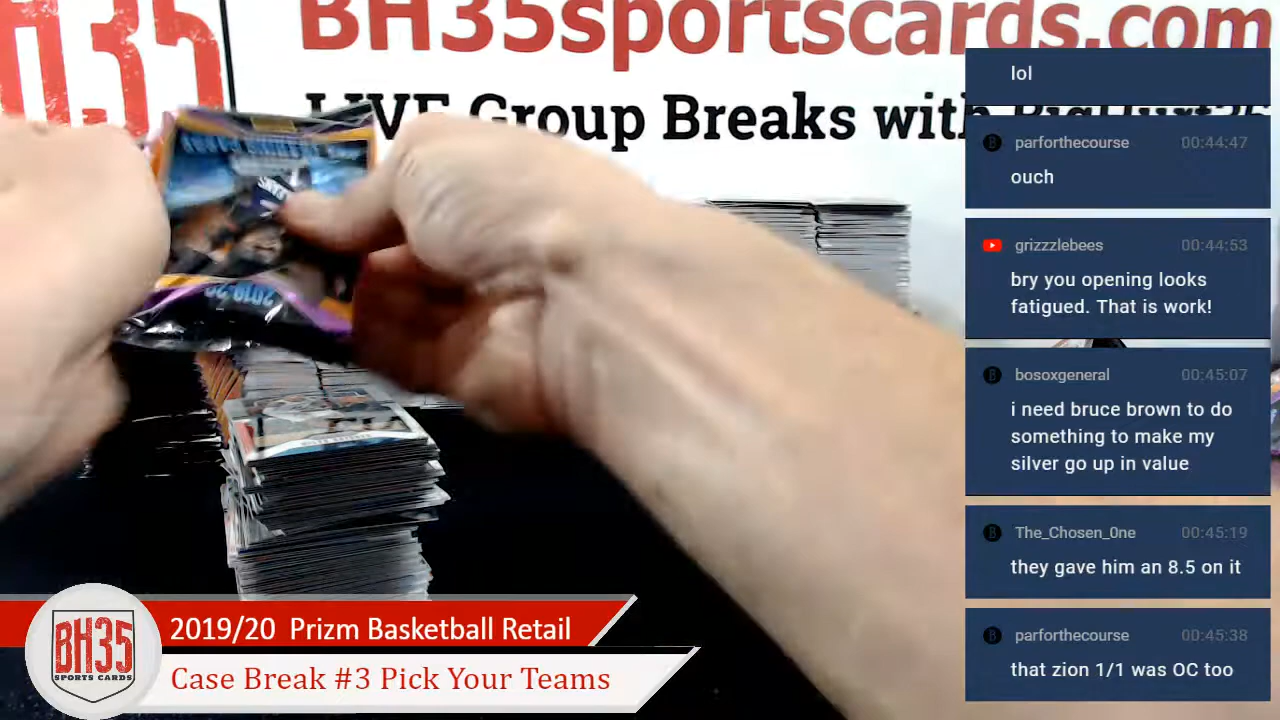 H35
BH35sportscards.com
LIVE Group Breaks with
lol
parforthecourse 00:44:47
ouch
grizzzlebees 00:44:53
bry you opening looks
fatigued. That is work!
bosoxgeneral 00:45:07
i need bruce brown to do
something to make my
silver go up in value
The_Chosen_0ne 00:45:19
they gave him an 8.5 on it
parforthecourse 00:45:38
that zion 1/1 was OC too
2019-20
BH35
SPORTS CARDS
2019/20 Prizm Basketball Retail
Case Break #3 Pick Your Teams